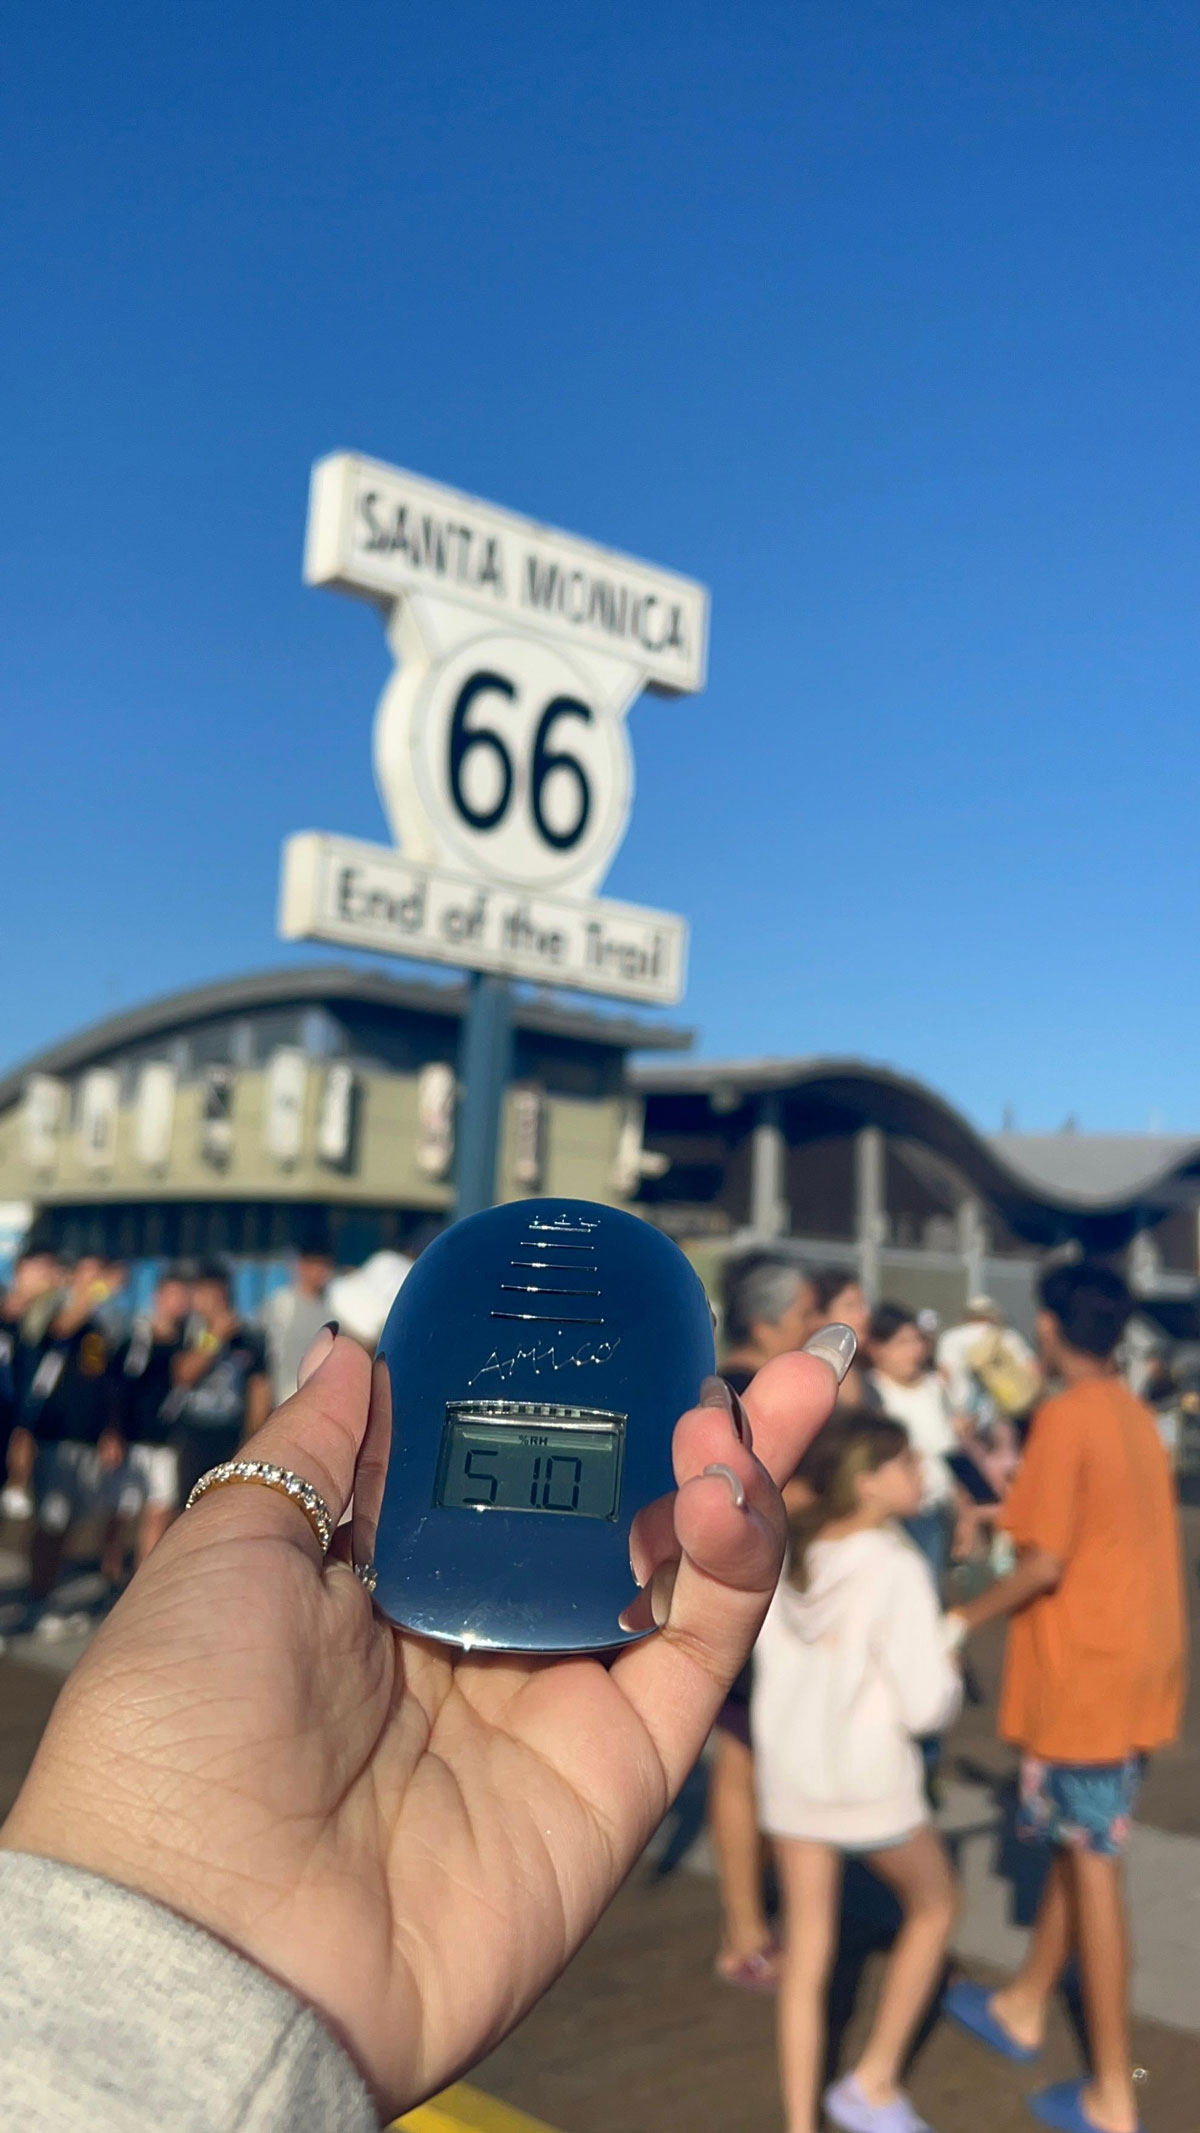 SANTA MONICA
66
End of the Trail
AMico
%RH
51.0